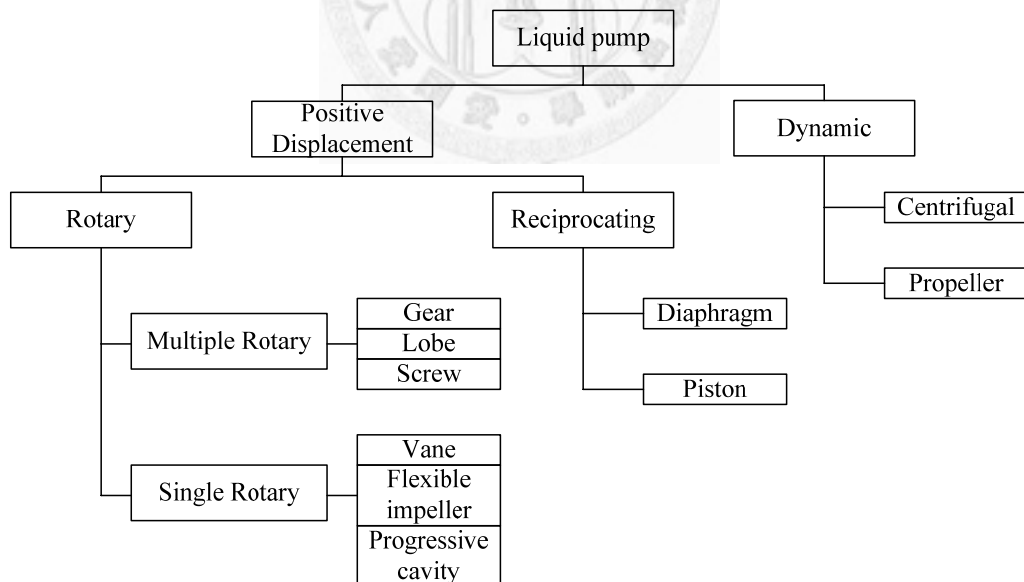 Liquid pump
Positive
Displacement
Dynamic
Rotary
Reciprocating
Centrifugal
Propeller
Multiple Rotary
Gear
Lobe
Screw
Diaphragm
Piston
Single Rotary
Vane
Flexible
impeller
Progressive
cavity